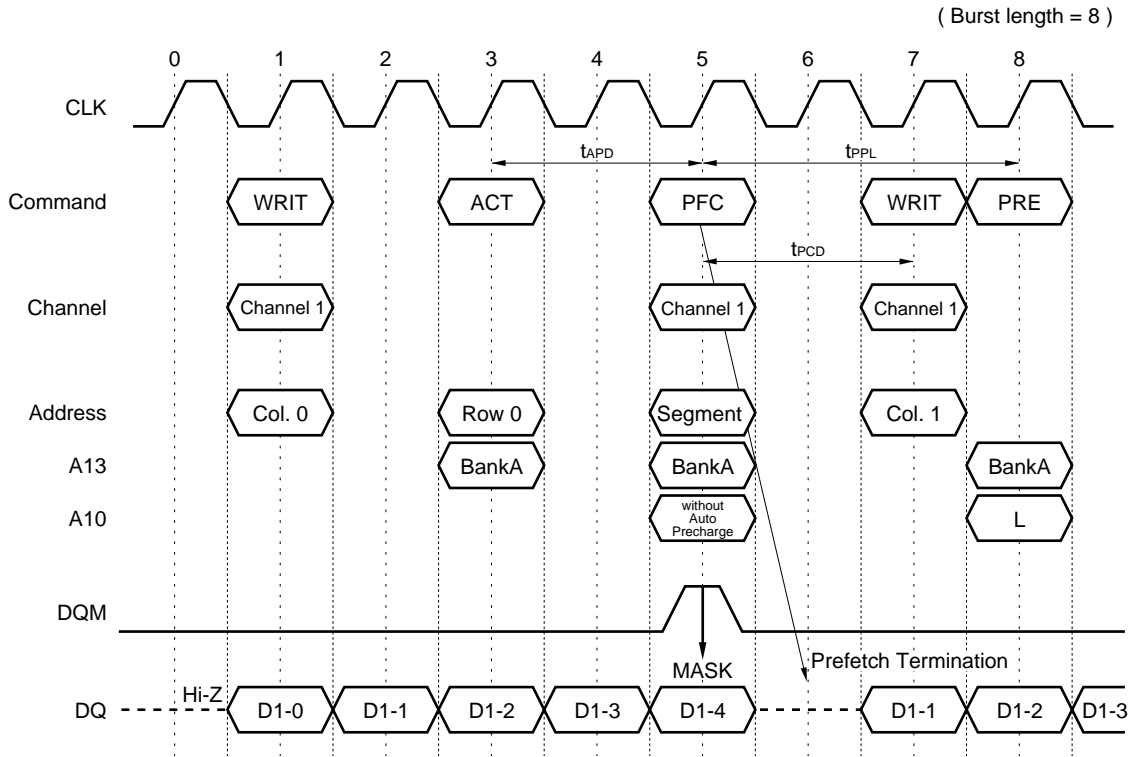 ( Burst length = 8 )
0 1 2 3 4 5 6 7 8
CLK
tAPD tPPL
Command WRIT ACT PFC WRIT PRE
tPCD
Channel Channel 1 Channel 1 Channel 1
Address Col. 0 Row 0 Segment Col. 1
A13 BankA BankA BankA
A10 without Auto Precharge L
DQM
MASK Prefetch Termination
Hi-Z
DQ D1-0 D1-1 D1-2 D1-3 D1-4 D1-1 D1-2 D1-3